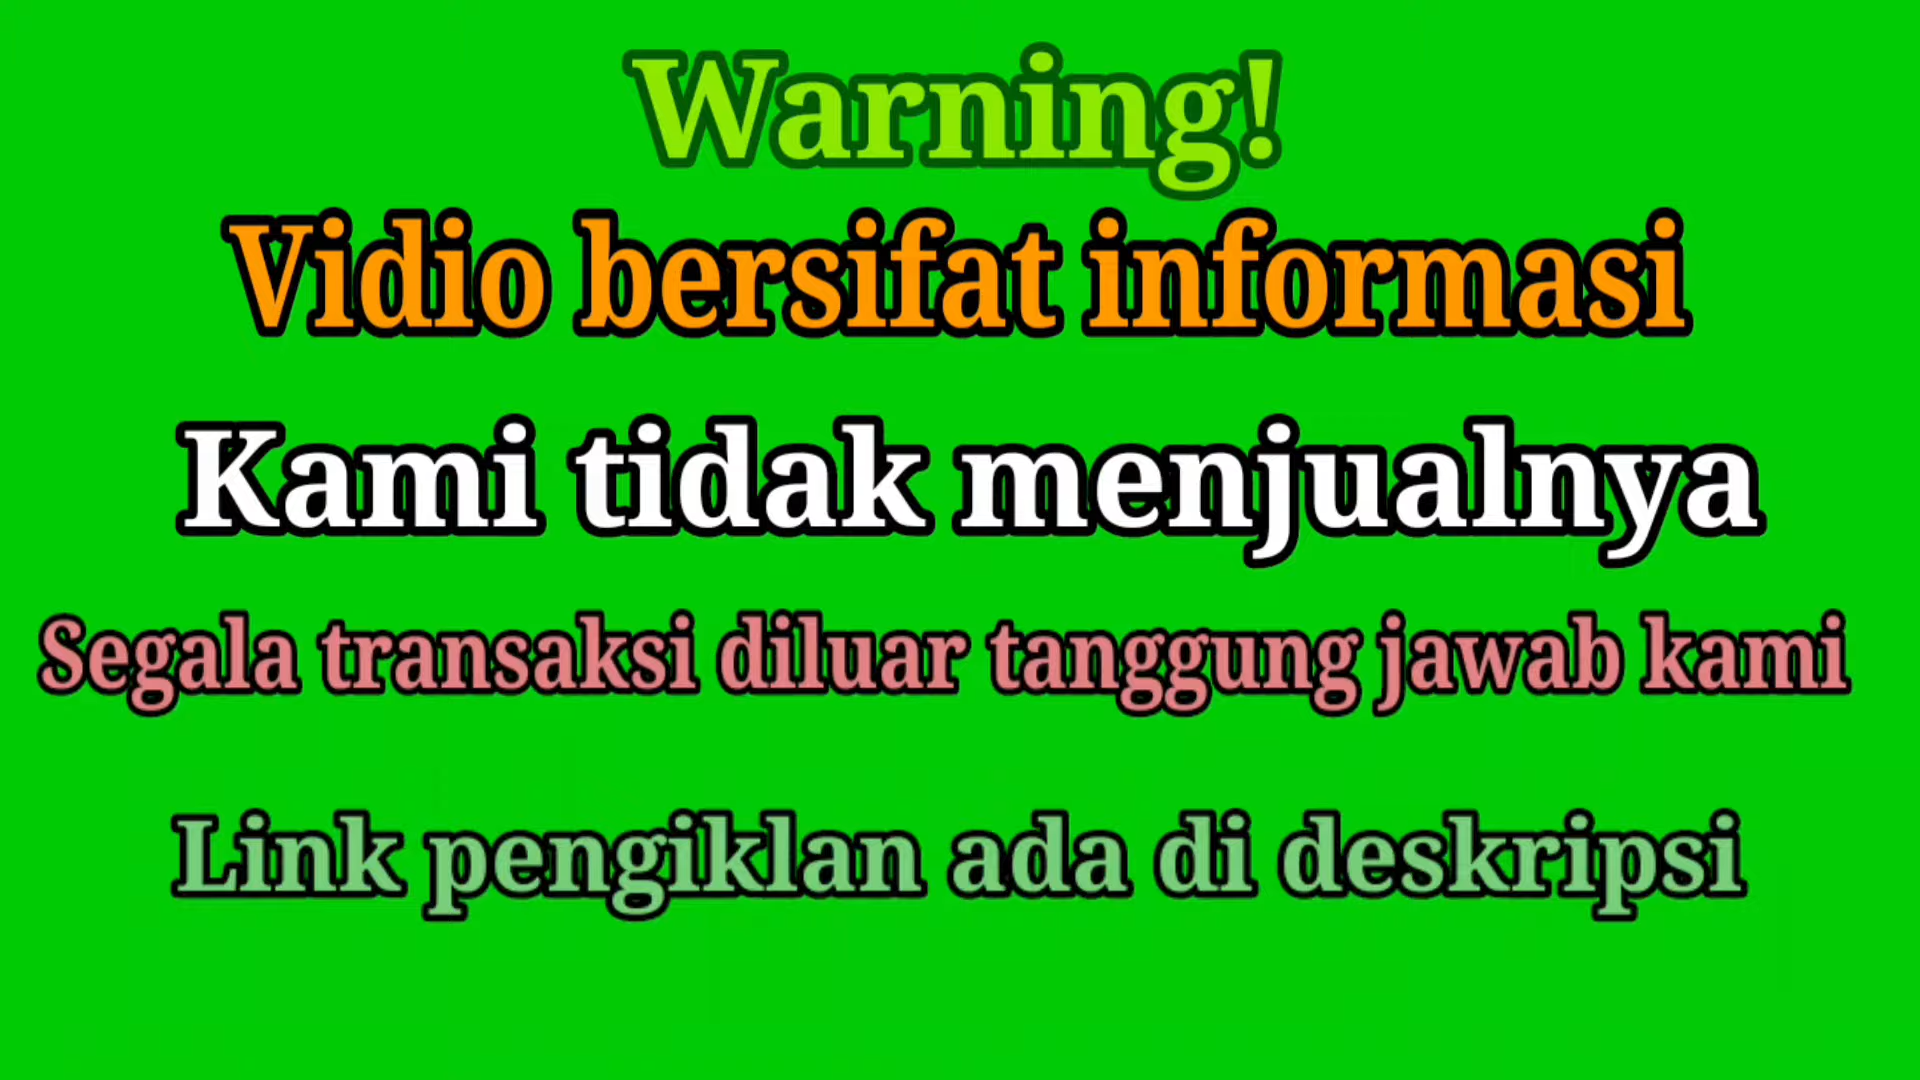 Warning!
Vidio bersifat informasi
Kami tidak menjualnya
Segala transaksi diluar tanggung jawab kami
Link pengiklan ada di deskripsi